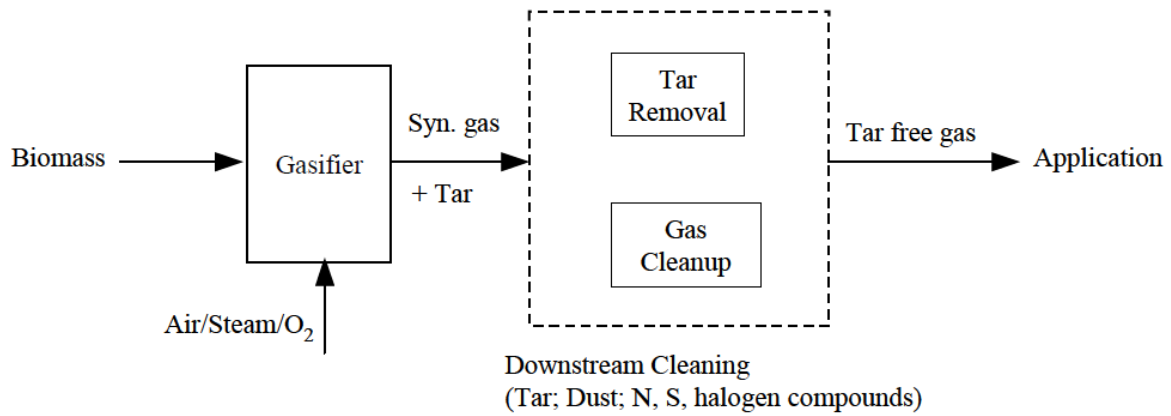 Biomass
Gasifier
Air/Steam/O₂
Syn. gas
+ Tar
Tar
Removal
Gas
Cleanup
Tar free gas
Application
Downstream Cleaning
(Tar; Dust; N, S, halogen compounds)